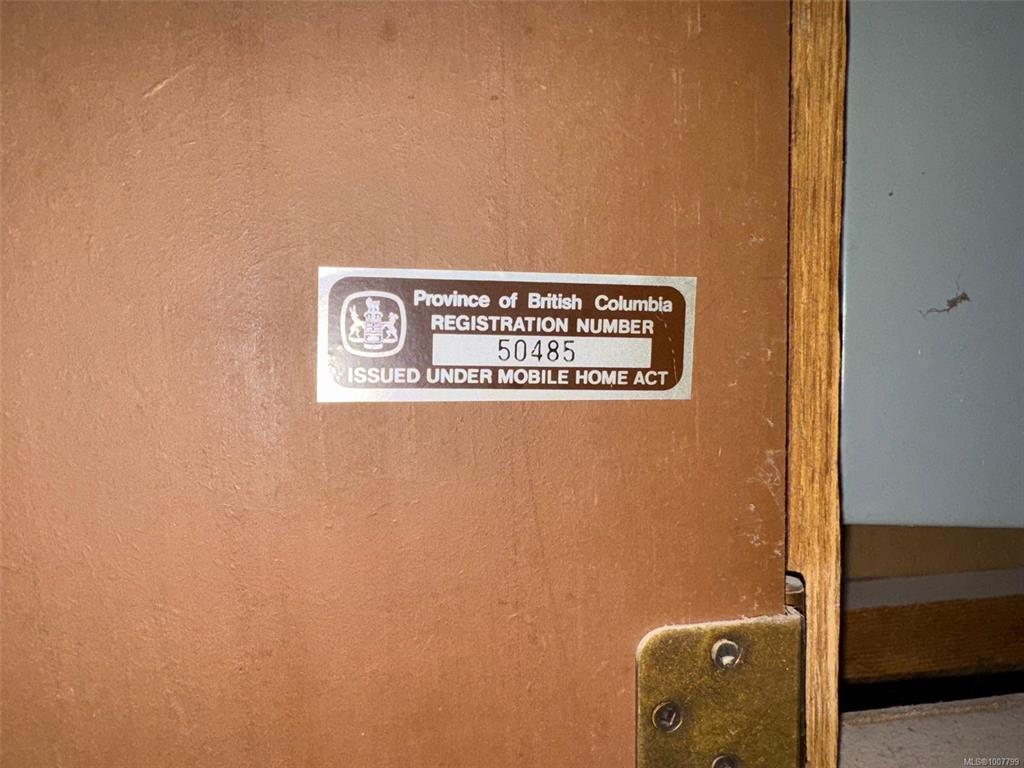 Province of British Columbia
REGISTRATION NUMBER
50485
ISSUED UNDER MOBILE HOME ACT
MLS®1007799